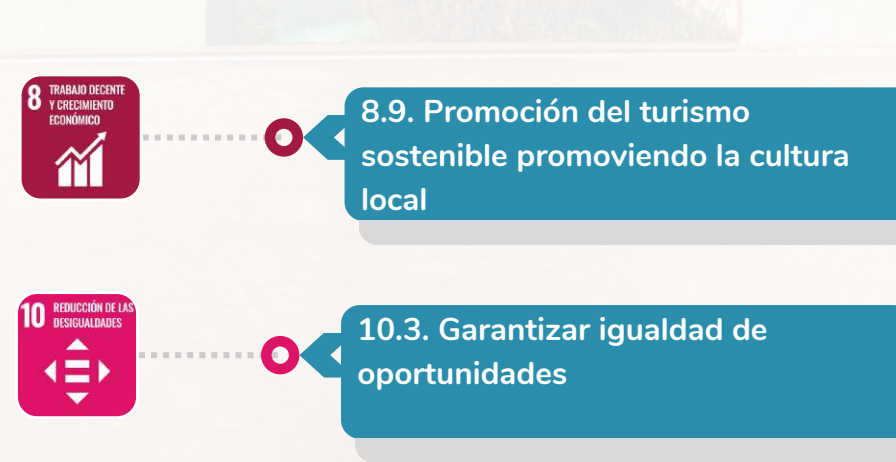 8 TRABAJO DECENTE
Y CRECIMIENTO
ECONÓMICO
8.9. Promoción del turismo
sostenible promoviendo la cultura
local
10 REDUCCIÓN DE LAS
DESIGUALDADES
10.3. Garantizar igualdad de
oportunidades